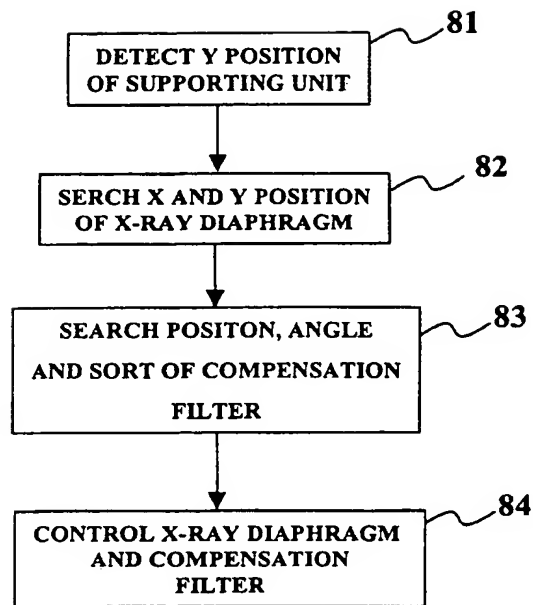 81
DETECT Y POSITION
OF SUPPORTING UNIT
82
SERCH X AND Y POSITION
OF X-RAY DIAPHRAGM
83
SEARCH POSITON, ANGLE
AND SORT OF COMPENSATION
FILTER
84
CONTROL X-RAY DIAPHRAGM
AND COMPENSATION
FILTER